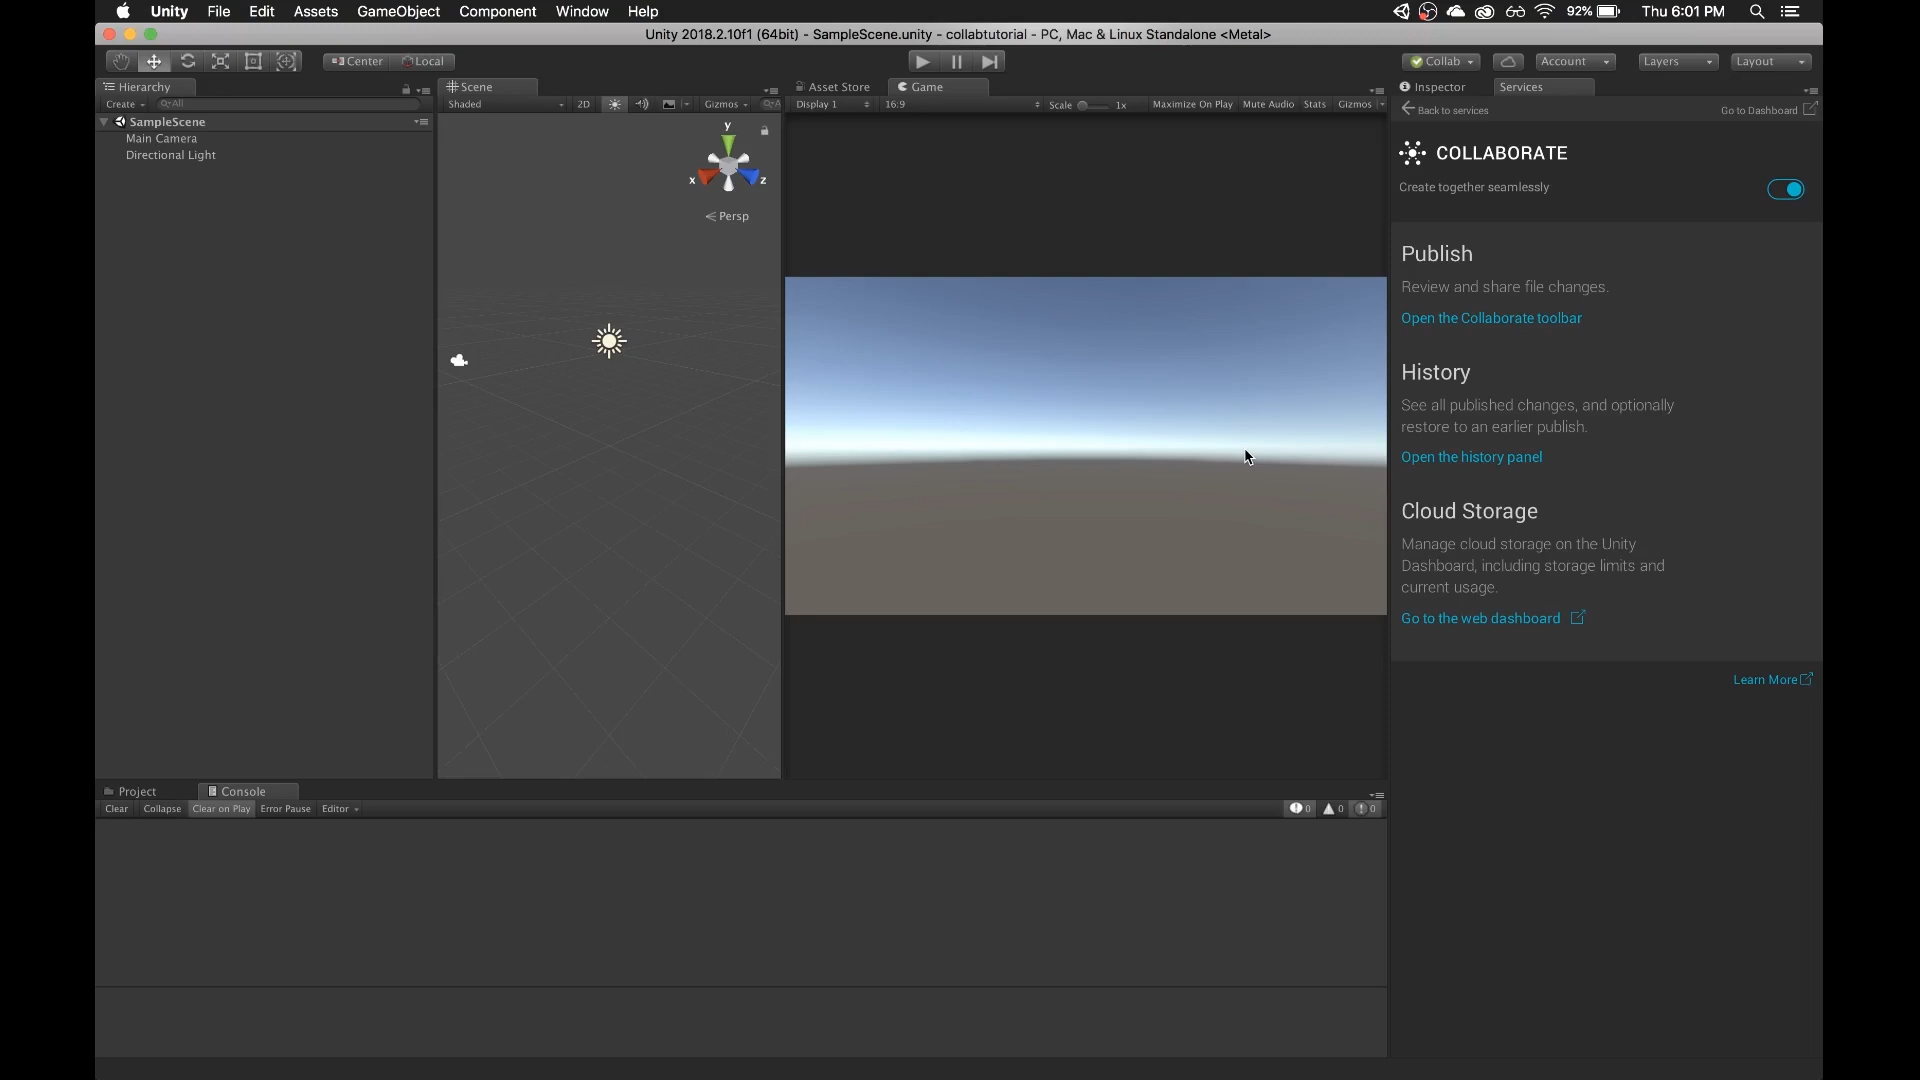 Unity File Edit Assets GameObject Component Window Help 92% Thu 6:01 PM
Unity 2018.2.10f1 (64bit) - SampleScene.unity - collabtutorial - PC, Mac & Linux Standalone <Metal>
Center Local Collab Account Layers Layout
Hierarchy Scene Asset Store Game Inspector Services
Create All Shaded 2D Gizmos Display 1 16:9 Scale 1x Maximize On Play Mute Audio Stats Gizmos
Back to services Go to Dashboard
SampleScene
Main Camera
Directional Light
y
x z
Persp
COLLABORATE
Create together seamlessly
Publish
Review and share file changes.
Open the Collaborate toolbar
History
See all published changes, and optionally
restore to an earlier publish.
Open the history panel
Cloud Storage
Manage cloud storage on the Unity
Dashboard, including storage limits and
current usage.
Go to the web dashboard
Learn More
Project Console
Clear Collapse Clear on Play Error Pause Editor 0 0 0